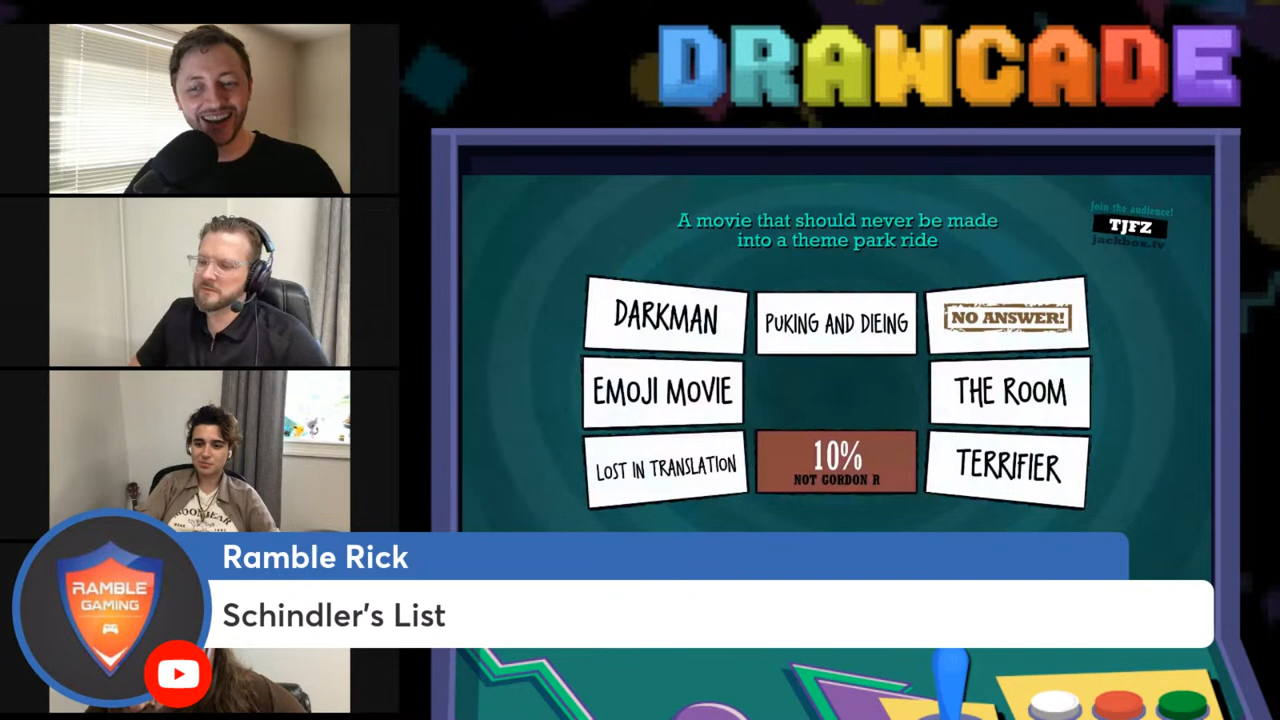 DRAWCADE
A movie that should never be made
into a theme park ride
Join the audience!
TJFZ
jackbox.tv
DARKMAN
PUKING AND DIEING
NO ANSWER!
EMOJI MOVIE
THE ROOM
LOST IN TRANSLATION
10%
NOT GORDON R
TERRIFIER
Ramble Rick
RAMBLE
GAMING
Schindler's List